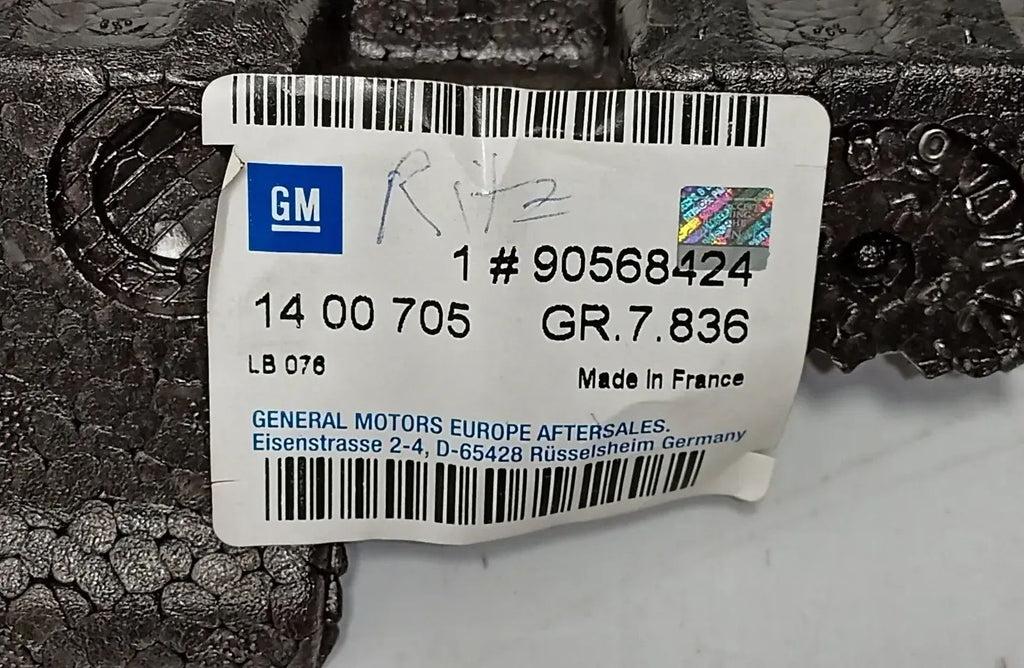 GM
Ritz
1 # 90568424
14 00 705 GR.7.836
LB 076
Made In France
GENERAL MOTORS EUROPE AFTERSALES.
Eisenstrasse 2-4, D-65428 Rüsselsheim Germany